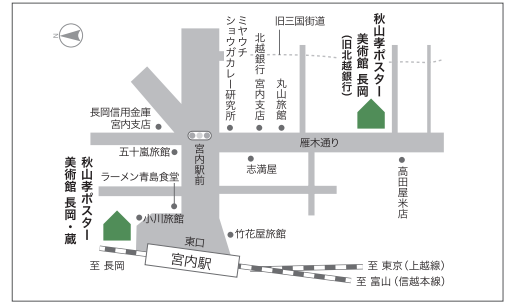 N
旧三国街道
ミヤウチ
ショウガカレー研究所
北越銀行 宮内支店
丸山旅館
秋山孝ポスター
美術館 長岡
(旧北越銀行)
長岡信用金庫
宮内支店
五十嵐旅館
宮内駅前
雁木通り
志満屋
高田屋米店
ラーメン青島食堂
秋山孝ポスター
美術館 長岡・蔵
小川旅館
竹花屋旅館
東口
宮内駅
至 長岡
至 東京（上越線）
至 富山（信越本線）